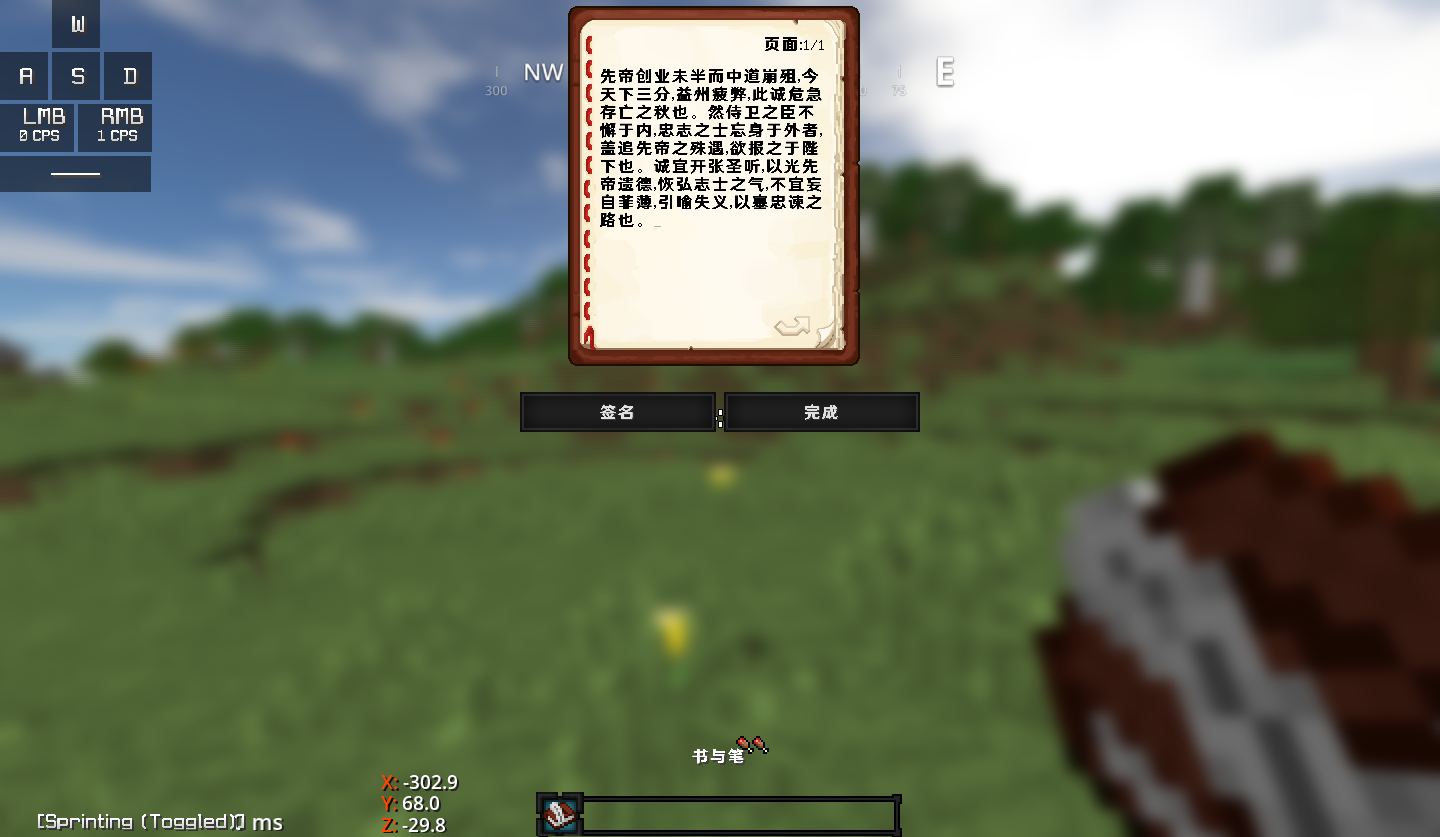 W
A S D
LMB RMB
0 CPS 1 CPS
NW E
300 75
页面:1/1
先帝创业未半而中道崩殂,今
天下三分,益州疲弊,此诚危急
存亡之秋也。然侍卫之臣不
懈于内,忠志之士忘身于外者,
盖追先帝之殊遇,欲报之于陛
下也。诚宜开张圣听,以光先
帝遗德,恢弘志士之气,不宜妄
自菲薄,引喻失义,以塞忠谏之
路也。_
签名 完成
书与笔
X: -302.9
Y: 68.0
Z: -29.8
[Sprinting (Toggled)] ms